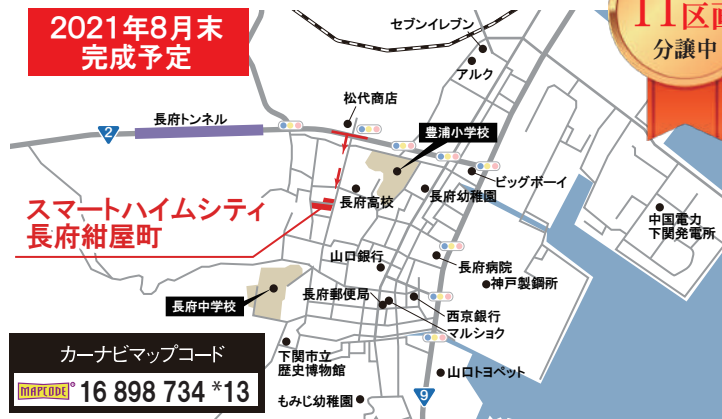 2021年8月末
完成予定
11区画
分譲中
セブンイレブン
アルク
松代商店
長府トンネル
2
豊浦小学校
ビッグボーイ
長府高校
長府幼稚園
スマートハイムシティ
長府紺屋町
中国電力
下関発電所
山口銀行
長府病院
神戸製鋼所
長府中学校
長府郵便局
西京銀行
マルショク
カーナビマップコード
MAPCODE® 16 898 734 *13
下関市立
歴史博物館
山口トヨペット
もみじ幼稚園
9